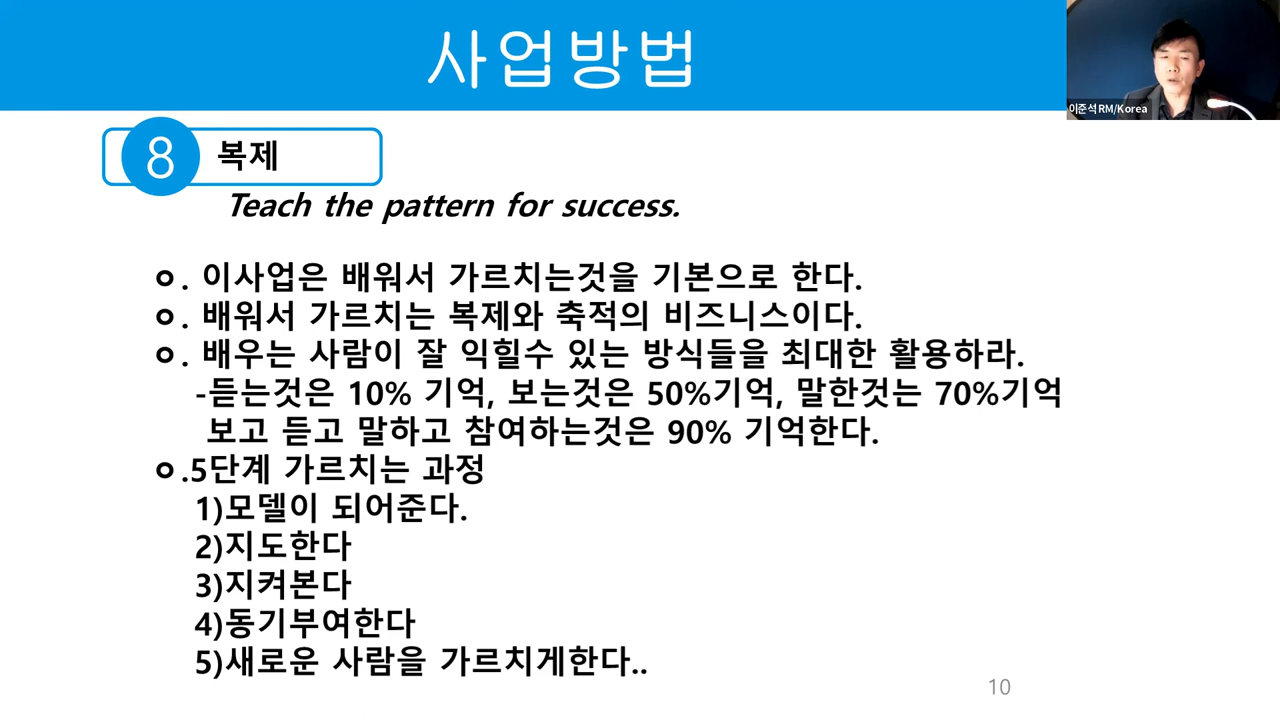 사업방법
이준석 RM/Korea
8 복제
Teach the pattern for success.
ㅇ. 이사업은 배워서 가르치는것을 기본으로 한다.
ㅇ. 배워서 가르치는 복제와 축적의 비즈니스이다.
ㅇ. 배우는 사람이 잘 익힐수 있는 방식들을 최대한 활용하라.
-듣는것은 10% 기억, 보는것은 50%기억, 말한것는 70%기억
보고 듣고 말하고 참여하는것은 90% 기억한다.
ㅇ.5단계 가르치는 과정
1)모델이 되어준다.
2)지도한다
3)지켜본다
4)동기부여한다
5)새로운 사람을 가르치게한다..
10